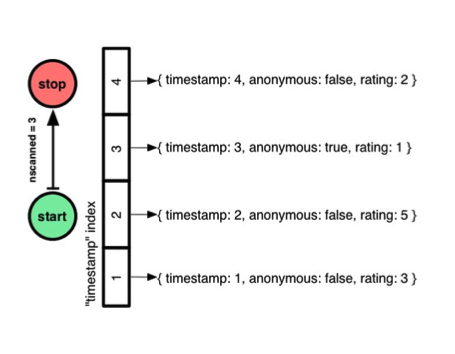 stop
nscanned = 3
start
"timestamp" index
4
{ timestamp: 4, anonymous: false, rating: 2 }
3
{ timestamp: 3, anonymous: true, rating: 1 }
2
{ timestamp: 2, anonymous: false, rating: 5 }
1
{ timestamp: 1, anonymous: false, rating: 3 }